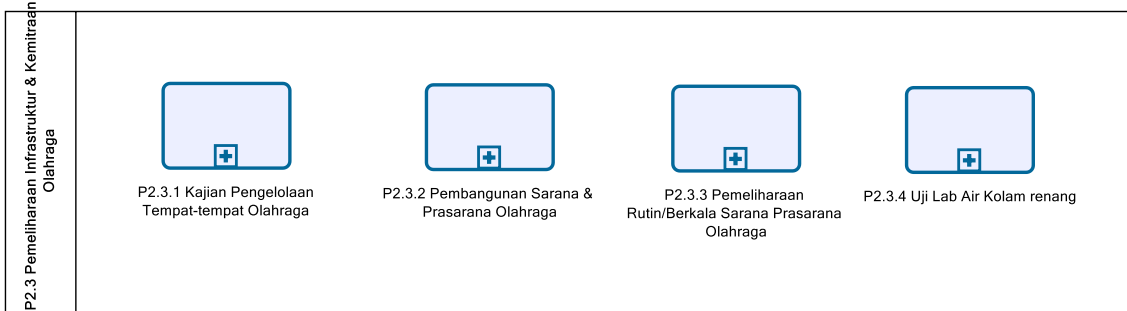 P2.3 Pemeliharaan Infrastruktur & Kemitraan
Olahraga
P2.3.1 Kajian Pengelolaan
Tempat-tempat Olahraga
P2.3.2 Pembangunan Sarana &
Prasarana Olahraga
P2.3.3 Pemeliharaan
Rutin/Berkala Sarana Prasarana
Olahraga
P2.3.4 Uji Lab Air Kolam renang